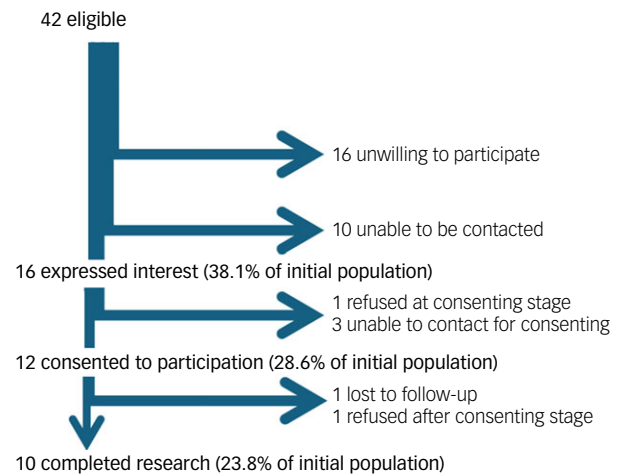 42 eligible
16 unwilling to participate
10 unable to be contacted
16 expressed interest (38.1% of initial population)
1 refused at consenting stage
3 unable to contact for consenting
12 consented to participation (28.6% of initial population)
1 lost to follow-up
1 refused after consenting stage
10 completed research (23.8% of initial population)